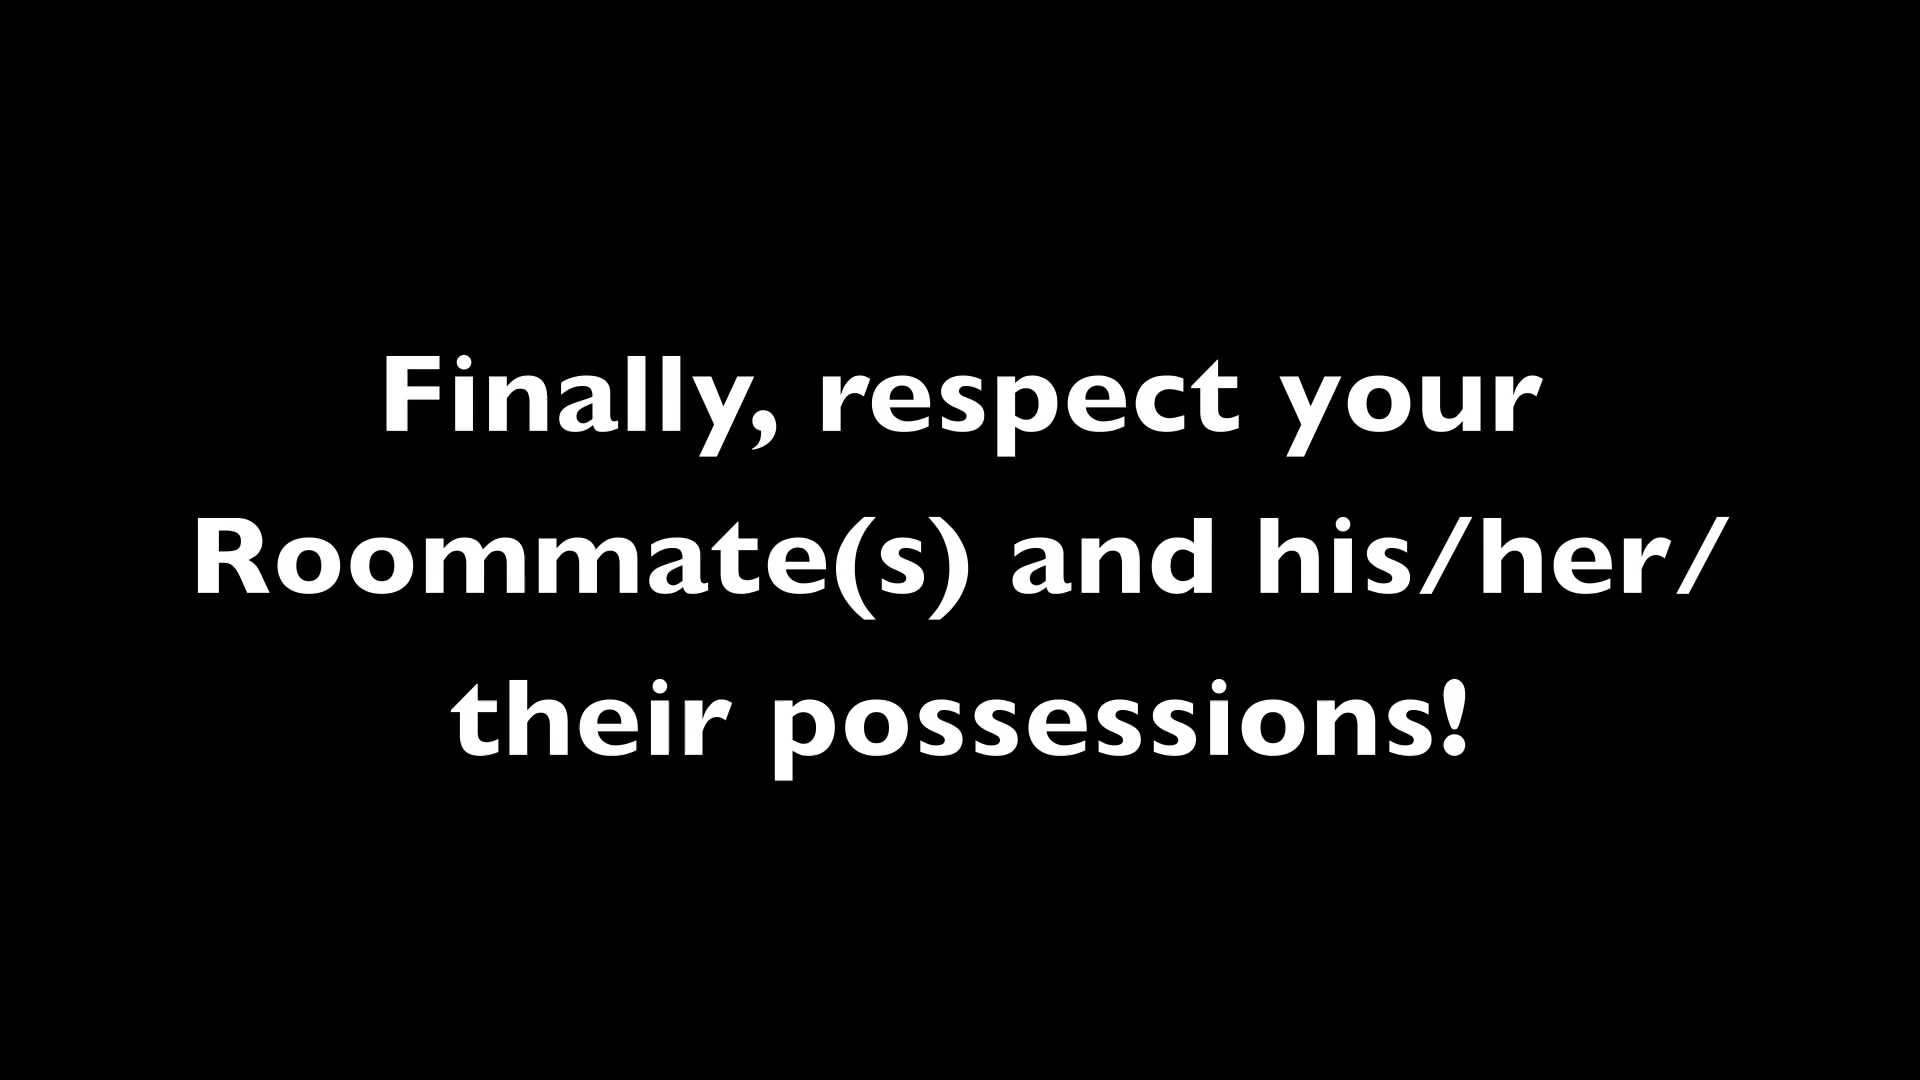 Finally, respect your
Roommate(s) and his/her/
their possessions!